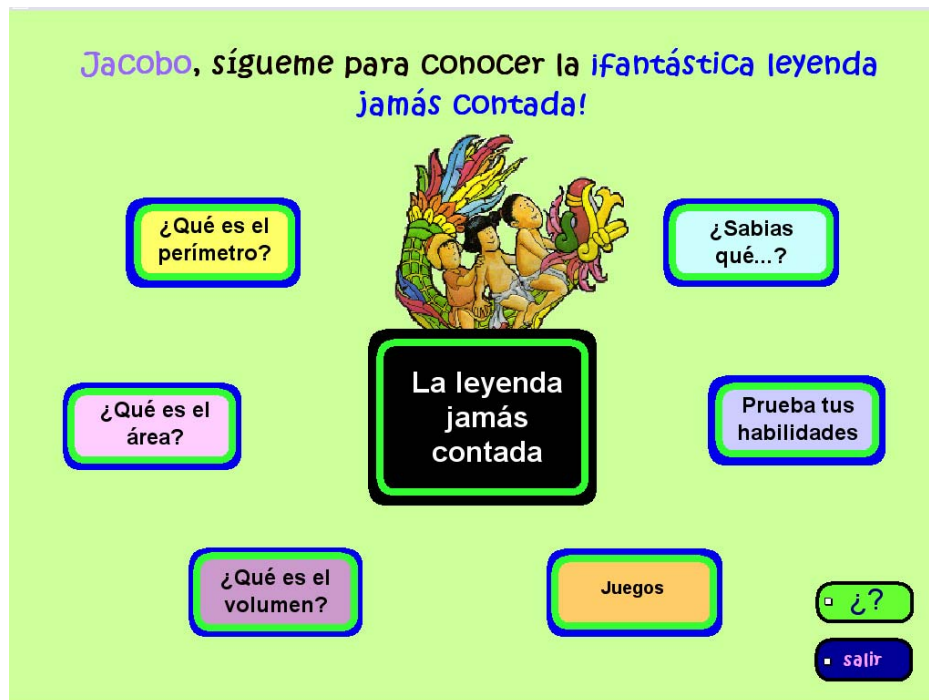 Jacobo, sígueme para conocer la ¡fantástica leyenda
jamás contada!
¿Qué es el
perímetro?
¿Sabias
qué...?
La leyenda
jamás
contada
¿Qué es el
área?
Prueba tus
habilidades
¿Qué es el
volumen?
Juegos
¿?
salir